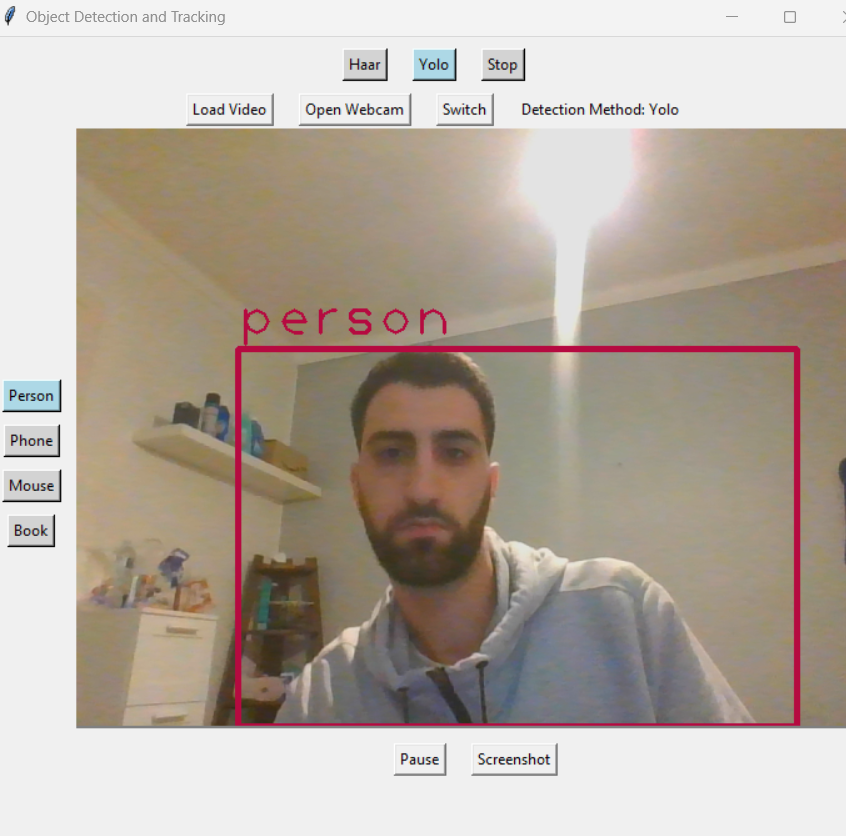 Object Detection and Tracking
Haar Yolo Stop
Load Video Open Webcam Switch Detection Method: Yolo
person
Person
Phone
Mouse
Book
Pause Screenshot